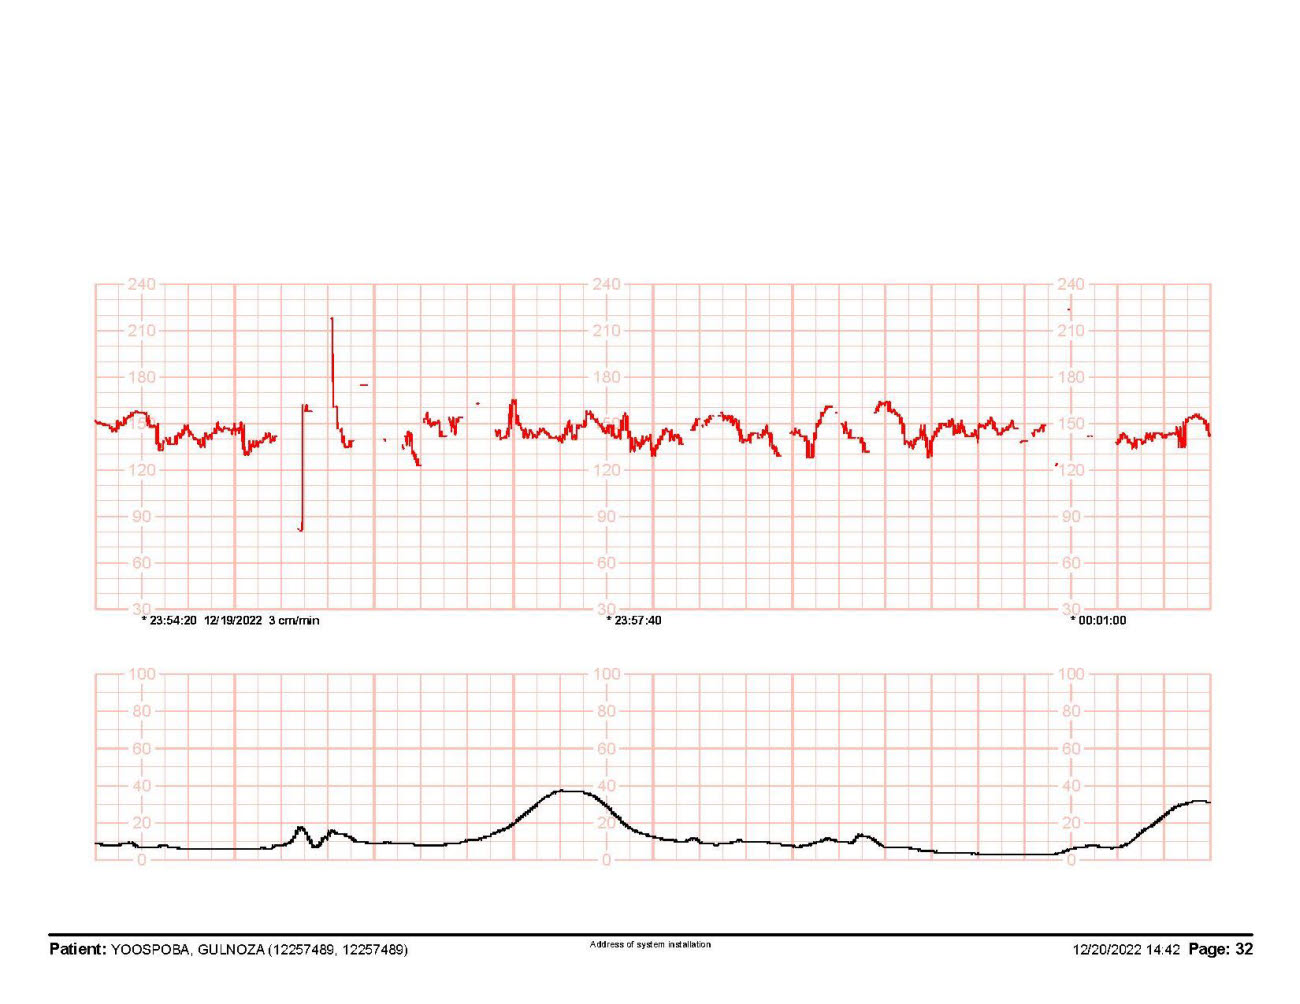 240 240 240
210 210 210
180 180 180
150 150 150
120 120 120
90 90 90
60 60 60
30 30 30
* 23:54:20 12/19/2022 3 cm/min * 23:57:40 * 00:01:00
100 100 100
80 80 80
60 60 60
40 40 40
20 20 20
0 0 0
Patient: YOOSPOBA, GULNOZA (12257489, 12257489) Address of system installation 12/20/2022 14:42 Page: 32